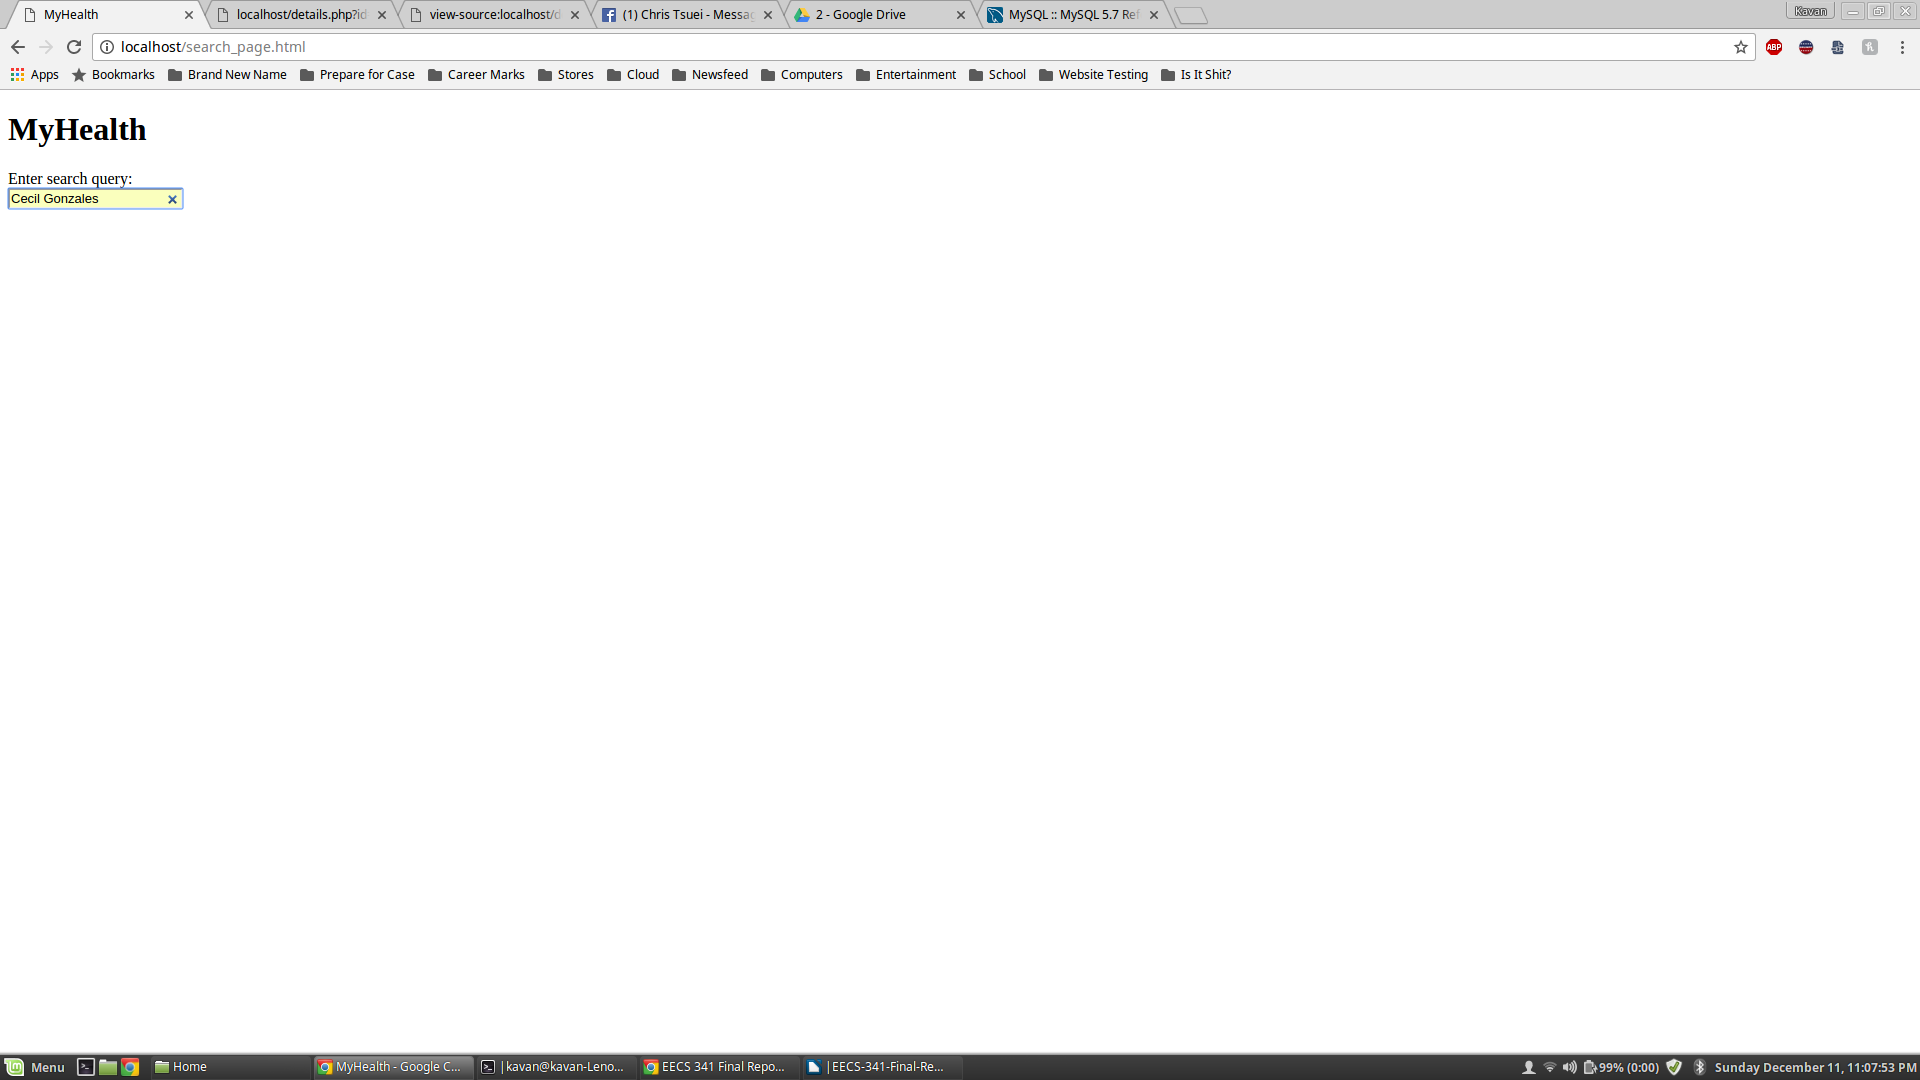 MyHealth
localhost/details.php?id
view-source:localhost/d
(1) Chris Tsuei - Messag
2 - Google Drive
MySQL :: MySQL 5.7 Ref
Kavan
localhost/search_page.html
ABP
Apps
Bookmarks
Brand New Name
Prepare for Case
Career Marks
Stores
Cloud
Newsfeed
Computers
Entertainment
School
Website Testing
Is It Shit?
MyHealth
Enter search query:
Cecil Gonzales
Menu
Home
MyHealth - Google C...
|kavan@kavan-Leno...
EECS 341 Final Repo...
|EECS-341-Final-Re...
99% (0:00)
Sunday December 11, 11:07:53 PM